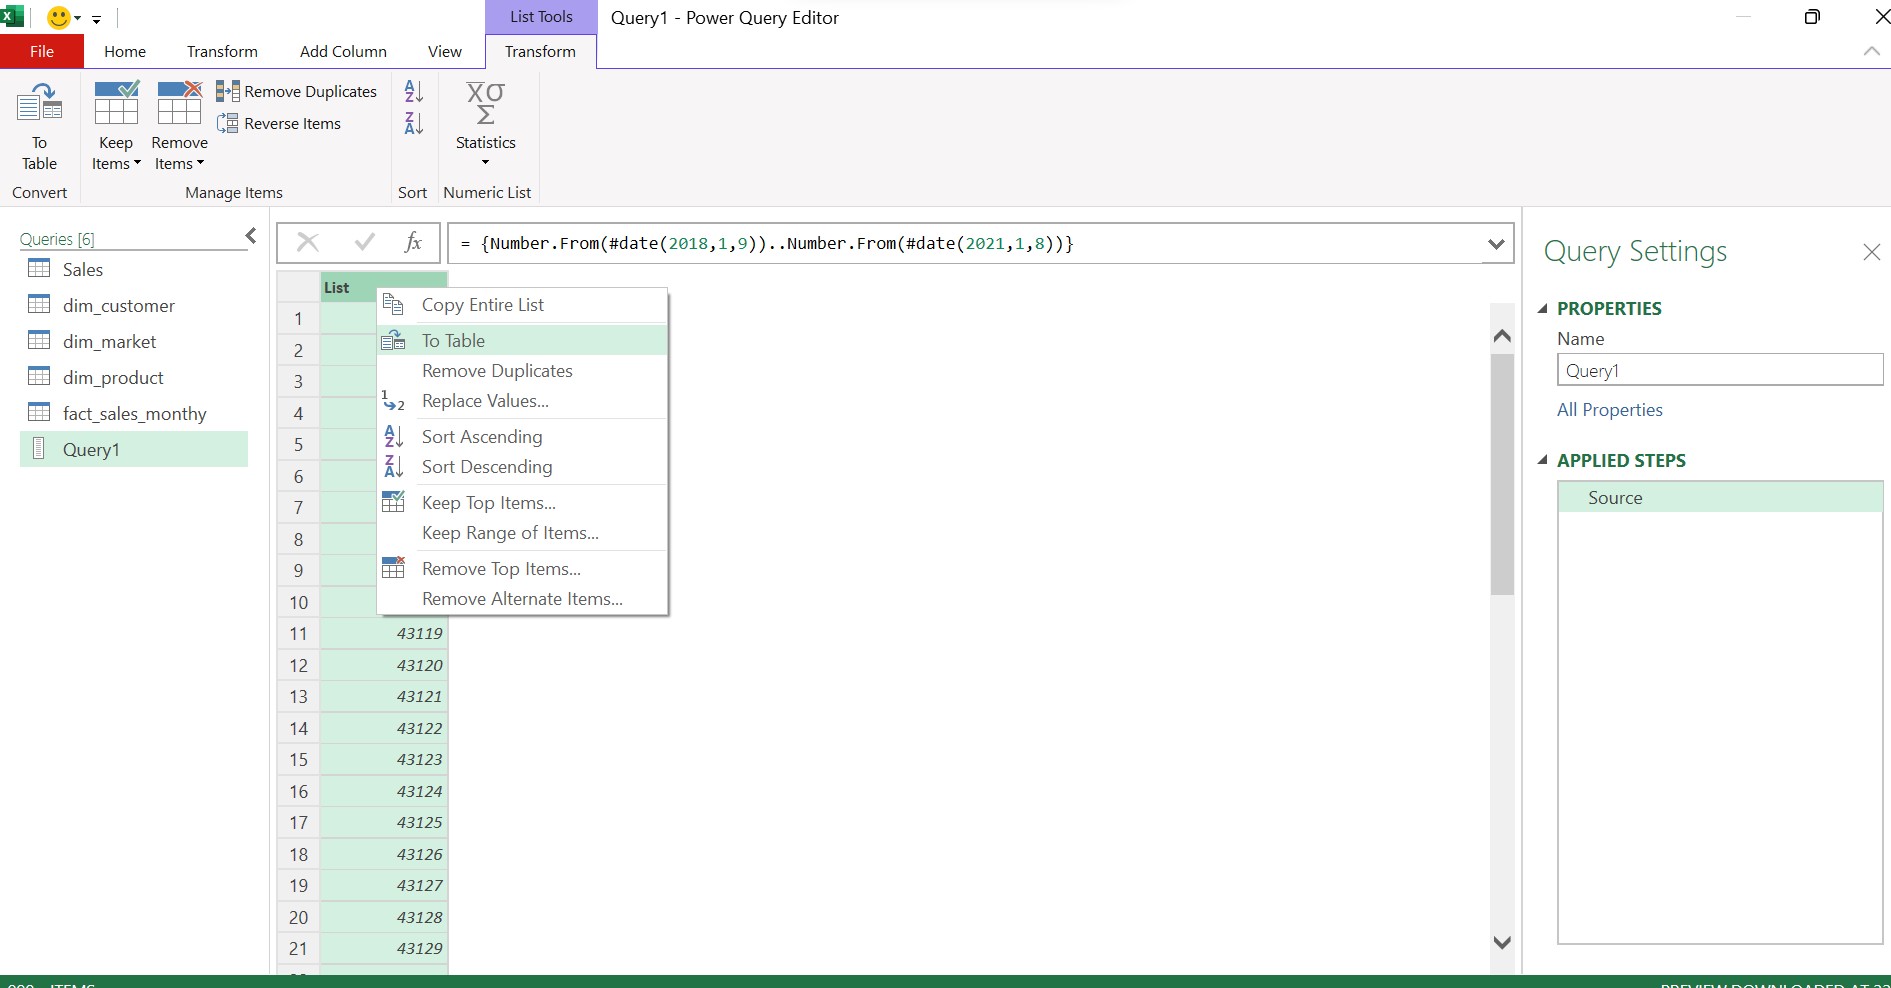 List Tools
Query1 - Power Query Editor
File
Home
Transform
Add Column
View
Transform
To
Table
Keep
Items
Remove
Items
Remove Duplicates
Reverse Items
A
Z
Z
A
Xσ
Σ
Statistics
Convert
Manage Items
Sort
Numeric List
Queries [6]
Sales
dim_customer
dim_market
dim_product
fact_sales_monthy
Query1
fx
= {Number.From(#date(2018,1,9))..Number.From(#date(2021,1,8))}
List
Copy Entire List
To Table
Remove Duplicates
1
2
Replace Values...
A
Z
Sort Ascending
Z
A
Sort Descending
Keep Top Items...
Keep Range of Items...
Remove Top Items...
Remove Alternate Items...
1
2
3
4
5
6
7
8
9
10
11 43119
12 43120
13 43121
14 43122
15 43123
16 43124
17 43125
18 43126
19 43127
20 43128
21 43129
Query Settings
PROPERTIES
Name
Query1
All Properties
APPLIED STEPS
Source
ITEMS
PREVIEW DOWNLOADED AT